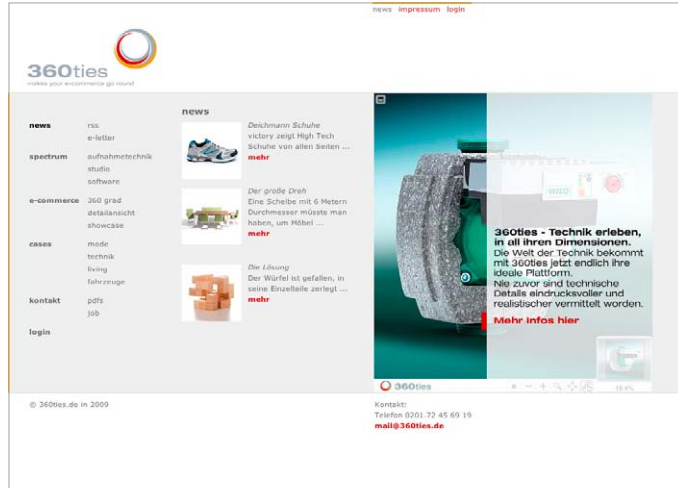 news impressum login
360ties
makes your e-commerce go round
news rss
e-letter
spectrum aufnahmetechnik
studio
software
e-commerce 360 grad
detailansicht
showcase
cases mode
technik
living
fahrzeuge
kontakt pdfs
job
login
news
Deichmann Schuhe
victory zeigt High Tech
Schuhe von allen Seiten ...
mehr
Der große Dreh
Eine Scheibe mit 6 Metern
Durchmesser müsste man
haben, um Möbel ...
mehr
Die Lösung
Der Würfel ist gefallen, in
seine Einzelteile zerlegt ...
mehr
WILO
360ties - Technik erleben,
in all ihren Dimensionen.
Die Welt der Technik bekommt
mit 360ties jetzt endlich ihre
ideale Plattform.
Nie zuvor sind technische
Details eindrucksvoller und
realistischer vermittelt worden.
Mehr Infos hier
360ties
© 360ties.de in 2009
Kontakt:
Telefon 0201.72 45 69 19
mail@360ties.de